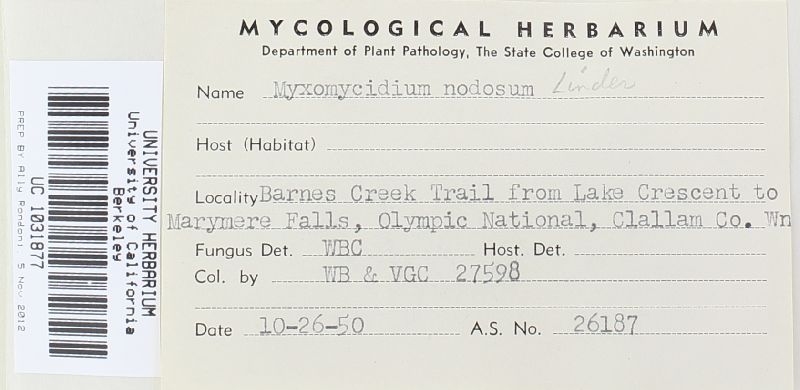 MYCOLOGICAL HERBARIUM
Department of Plant Pathology, The State College of Washington
Name Myxomycidium nodosum Linder
Host (Habitat)
Locality Barnes Creek Trail from Lake Crescent to
Marymere Falls, Olympic National, Clallam Co. Wn
Fungus Det. WBC Host. Det.
Col. by WB & VGC 27598
Date 10-26-50 A.S. No. 26187
UNIVERSITY HERBARIUM
University of California
Berkeley
UC 1031877
PREP BY Ally Rondoni, 5 Nov 2012